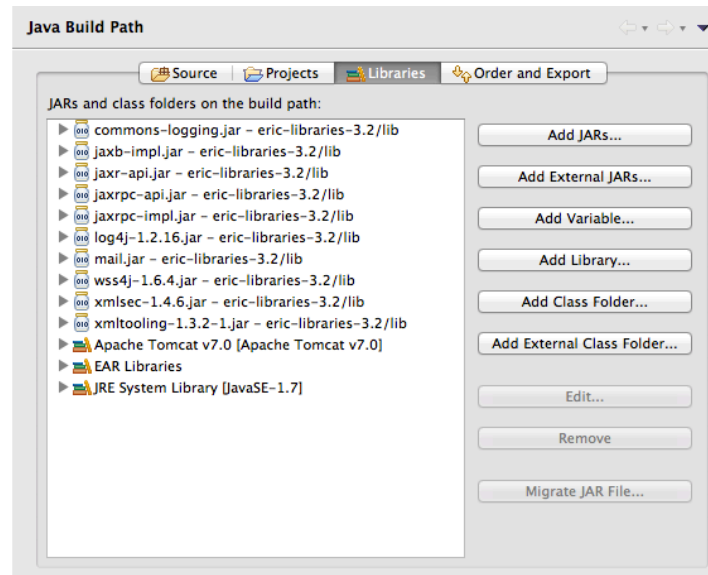 Java Build Path
Source
Projects
Libraries
Order and Export
JARs and class folders on the build path:
commons-logging.jar – eric-libraries-3.2/lib
jaxb-impl.jar – eric-libraries-3.2/lib
jaxr-api.jar – eric-libraries-3.2/lib
jaxrpc-api.jar – eric-libraries-3.2/lib
jaxrpc-impl.jar – eric-libraries-3.2/lib
log4j-1.2.16.jar – eric-libraries-3.2/lib
mail.jar – eric-libraries-3.2/lib
wss4j-1.6.4.jar – eric-libraries-3.2/lib
xmlsec-1.4.6.jar – eric-libraries-3.2/lib
xmltooling-1.3.2-1.jar – eric-libraries-3.2/lib
Apache Tomcat v7.0 [Apache Tomcat v7.0]
EAR Libraries
JRE System Library [JavaSE-1.7]
Add JARs...
Add External JARs...
Add Variable...
Add Library...
Add Class Folder...
Add External Class Folder...
Edit...
Remove
Migrate JAR File...